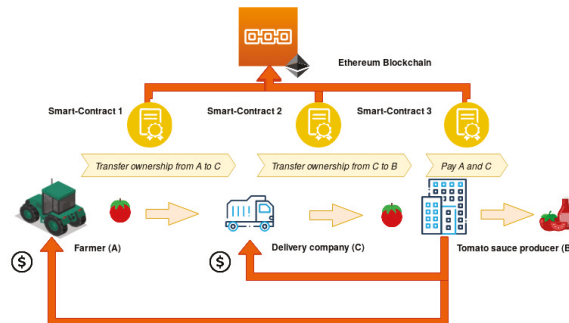 Ethereum Blockchain
Smart-Contract 1
Smart-Contract 2
Smart-Contract 3
Transfer ownership from A to C
Transfer ownership from C to B
Pay A and C
$
Farmer (A)
$
Delivery company (C)
Tomato sauce producer (B